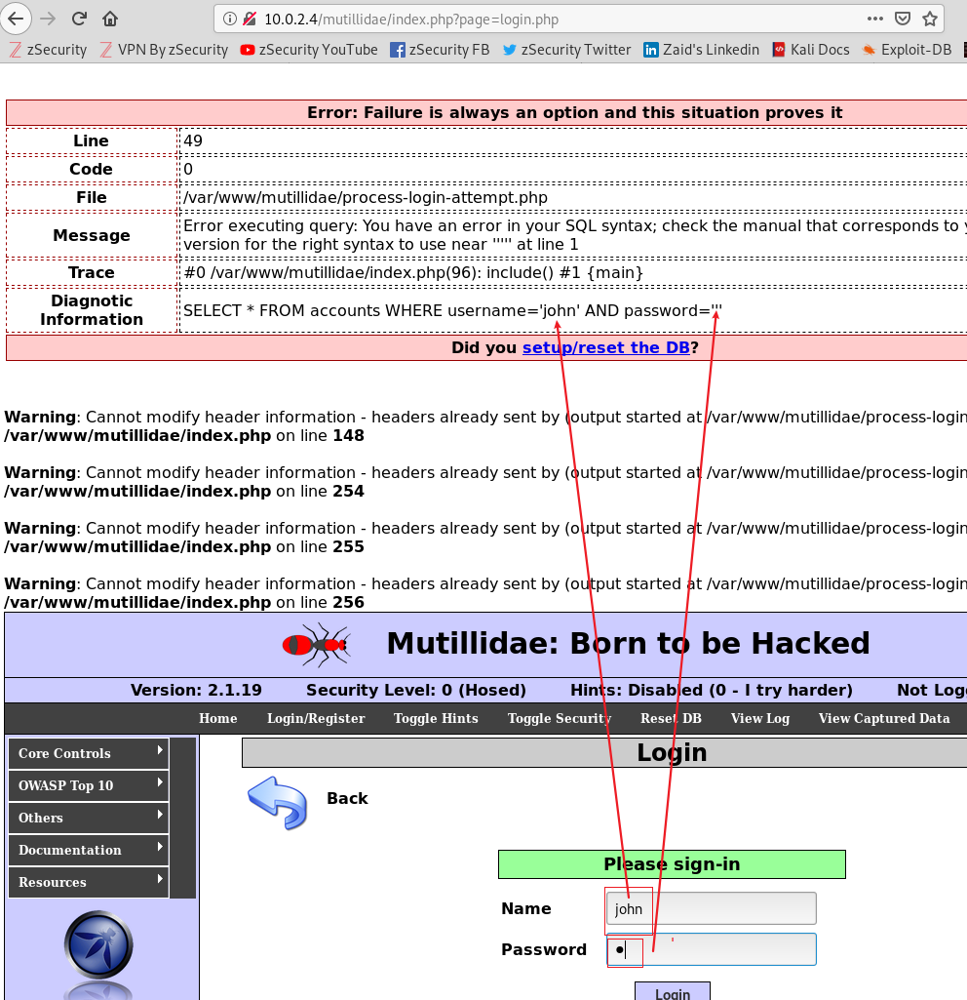 10.0.2.4/mutillidae/index.php?page=login.php
zSecurity VPN By zSecurity zSecurity YouTube zSecurity FB zSecurity Twitter Zaid's Linkedin Kali Docs Exploit-DB
Error: Failure is always an option and this situation proves it
Line 49
Code 0
File /var/www/mutillidae/process-login-attempt.php
Message Error executing query: You have an error in your SQL syntax; check the manual that corresponds to
version for the right syntax to use near ''''' at line 1
Trace #0 /var/www/mutillidae/index.php(96): include() #1 {main}
Diagnostic
Information SELECT * FROM accounts WHERE username='john' AND password='''
Did you setup/reset the DB?
Warning: Cannot modify header information - headers already sent by (output started at /var/www/mutillidae/process-login
/var/www/mutillidae/index.php on line 148
Warning: Cannot modify header information - headers already sent by (output started at /var/www/mutillidae/process-login
/var/www/mutillidae/index.php on line 254
Warning: Cannot modify header information - headers already sent by (output started at /var/www/mutillidae/process-login
/var/www/mutillidae/index.php on line 255
Warning: Cannot modify header information - headers already sent by (output started at /var/www/mutillidae/process-login
/var/www/mutillidae/index.php on line 256
Mutillidae: Born to be Hacked
Version: 2.1.19 Security Level: 0 (Hosed) Hints: Disabled (0 - I try harder) Not Log
Home Login/Register Toggle Hints Toggle Security Reset DB View Log View Captured Data
Core Controls
OWASP Top 10
Others
Documentation
Resources
Login
Back
Please sign-in
Name john
Password ● '
Login